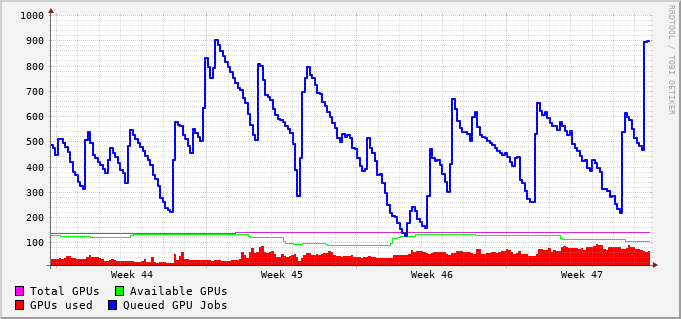 1000
900
800
700
600
500
400
300
200
100
Week 44 Week 45 Week 46 Week 47
Total GPUs Available GPUs
GPUs used Queued GPU Jobs
RRDTOOL / TOBI OETIKER